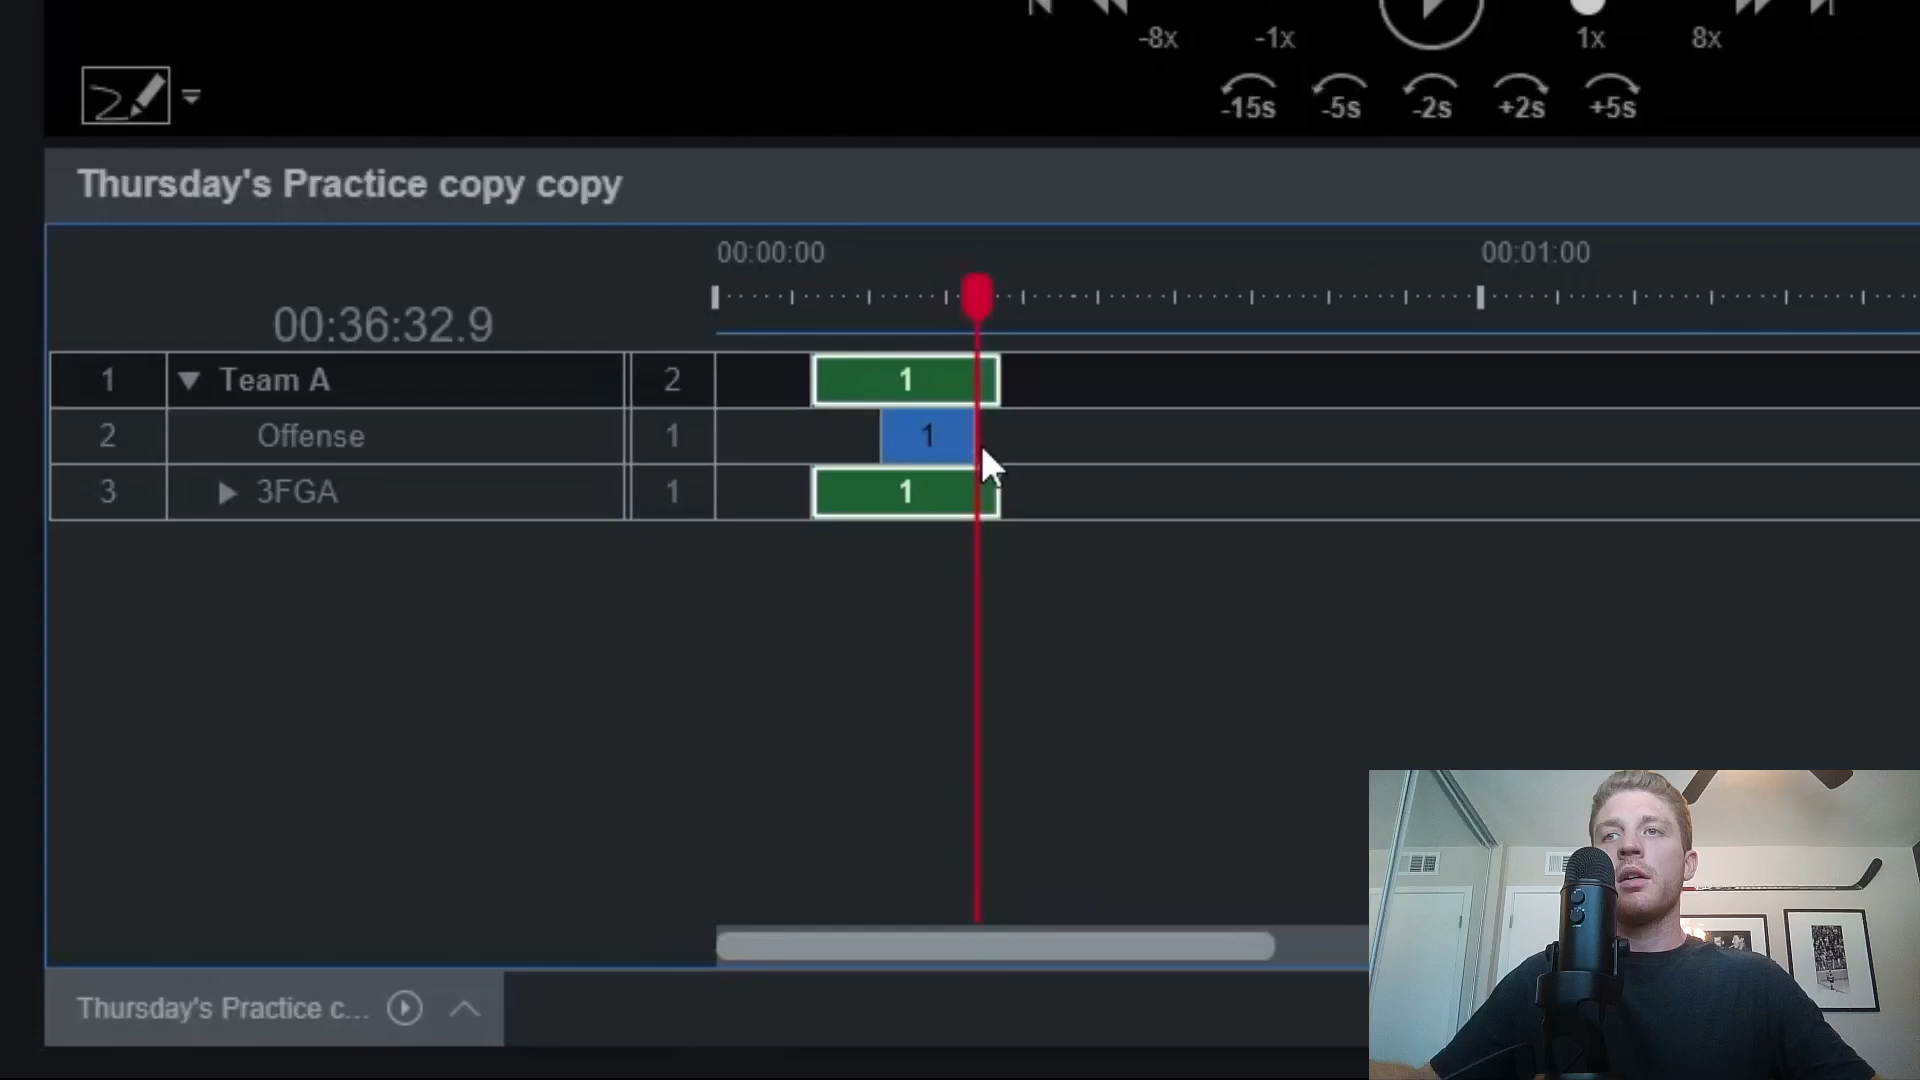 -8x -1x 1x 8x
-15s -5s -2s +2s +5s
Thursday's Practice copy copy
00:00:00 00:01:00
00:36:32.9
1 Team A 2 1
2 Offense 1 1
3 3FGA 1 1
Thursday's Practice c...